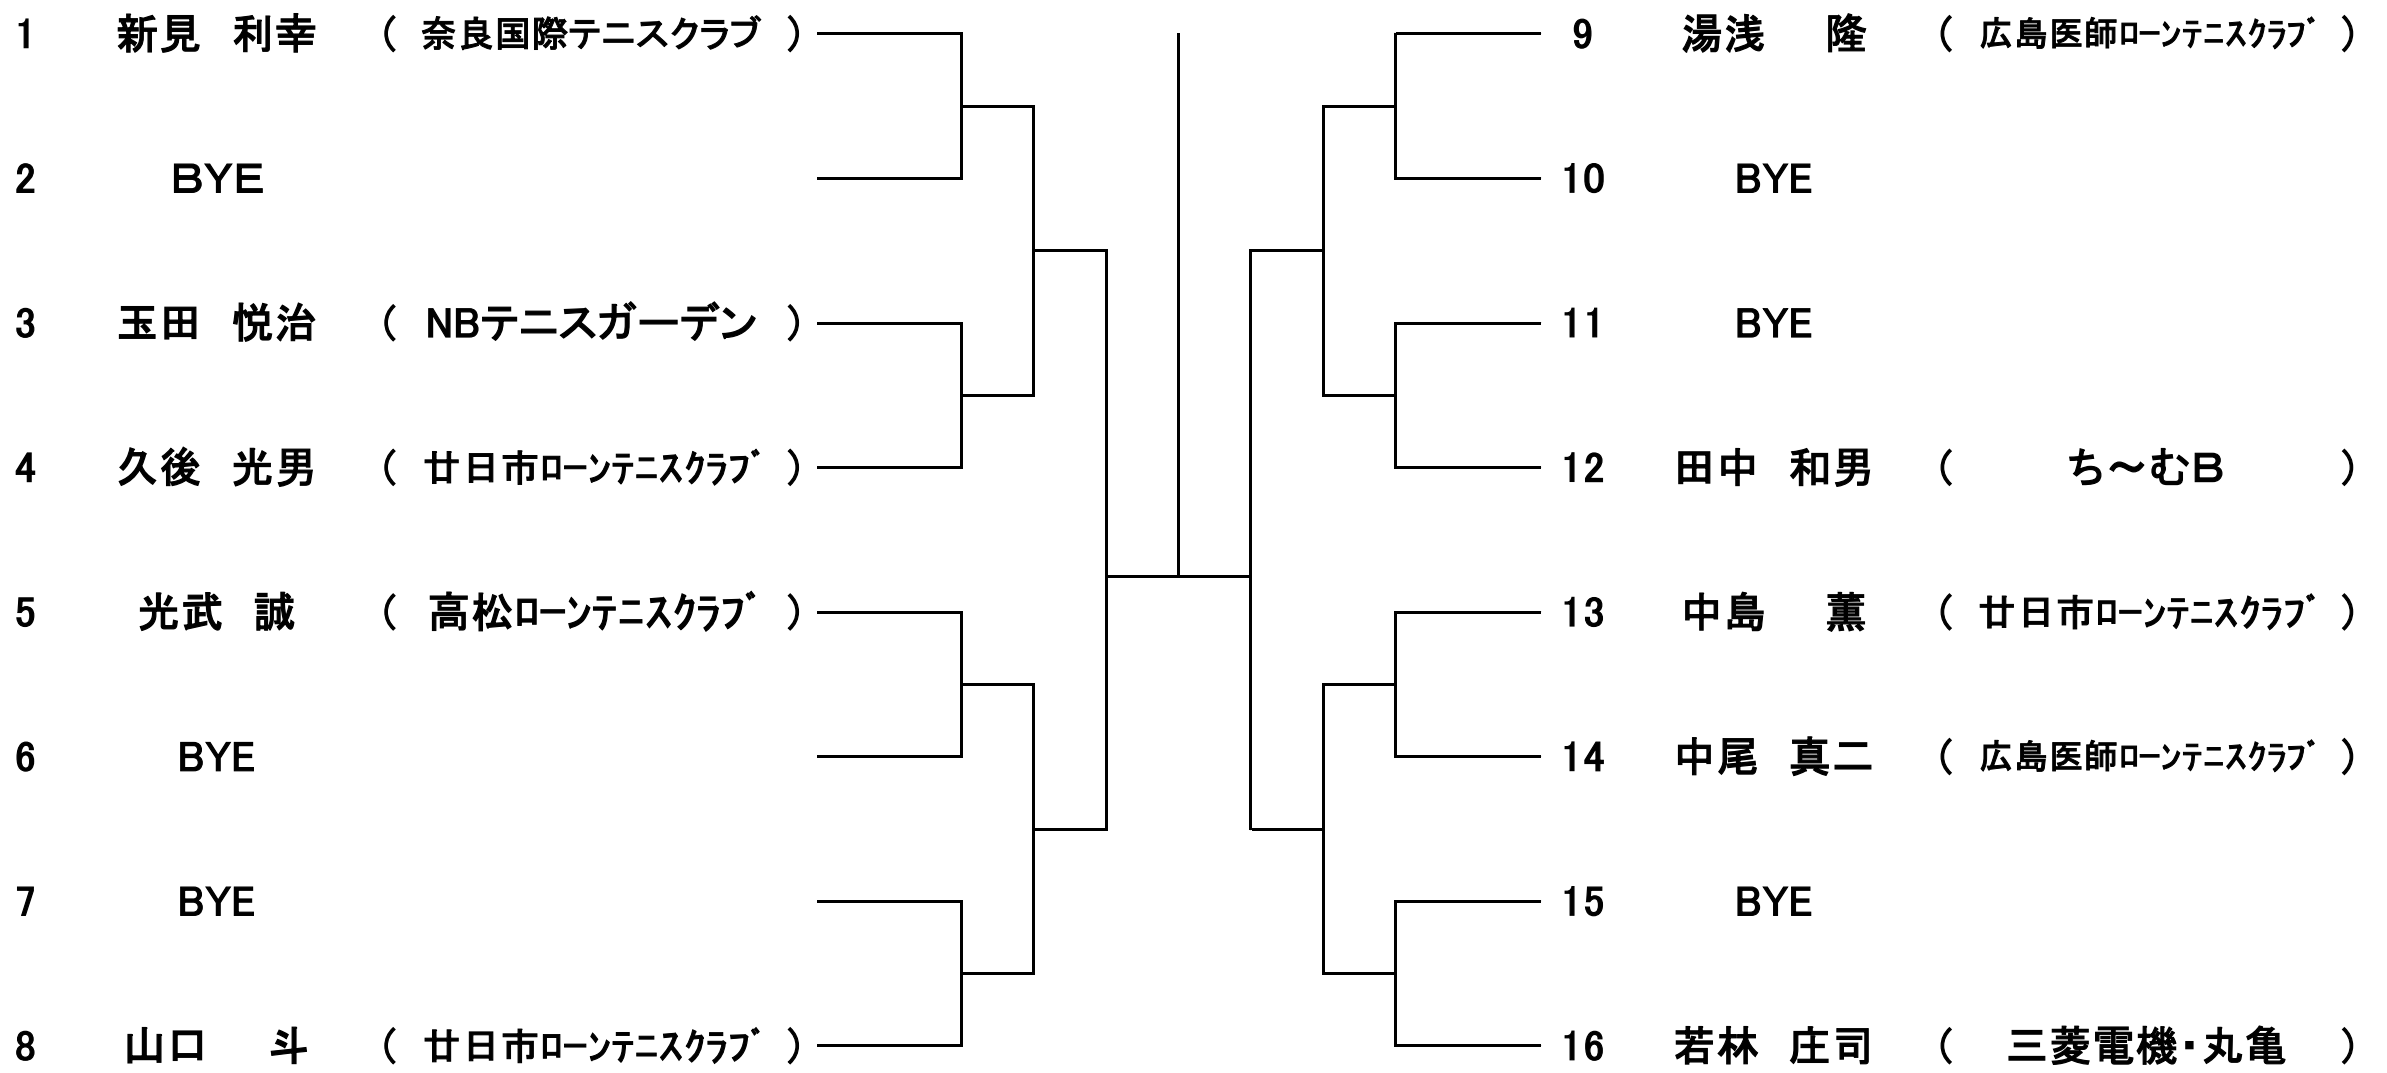 1 新見 利幸 ( 奈良国際テニスクラブ )
2 BYE
3 玉田 悦治 ( NBテニスガーデン )
4 久後 光男 ( 廿日市ﾛｰﾝﾃﾆｽｸﾗﾌﾞ )
5 光武 誠 ( 高松ﾛｰﾝﾃﾆｽｸﾗﾌﾞ )
6 BYE
7 BYE
8 山口 斗 ( 廿日市ﾛｰﾝﾃﾆｽｸﾗﾌﾞ )
9 湯浅 隆 ( 広島医師ﾛｰﾝﾃﾆｽｸﾗﾌﾞ )
10 BYE
11 BYE
12 田中 和男 ( ち～むB )
13 中島 薫 ( 廿日市ﾛｰﾝﾃﾆｽｸﾗﾌﾞ )
14 中尾 真二 ( 広島医師ﾛｰﾝﾃﾆｽｸﾗﾌﾞ )
15 BYE
16 若林 庄司 ( 三菱電機・丸亀 )